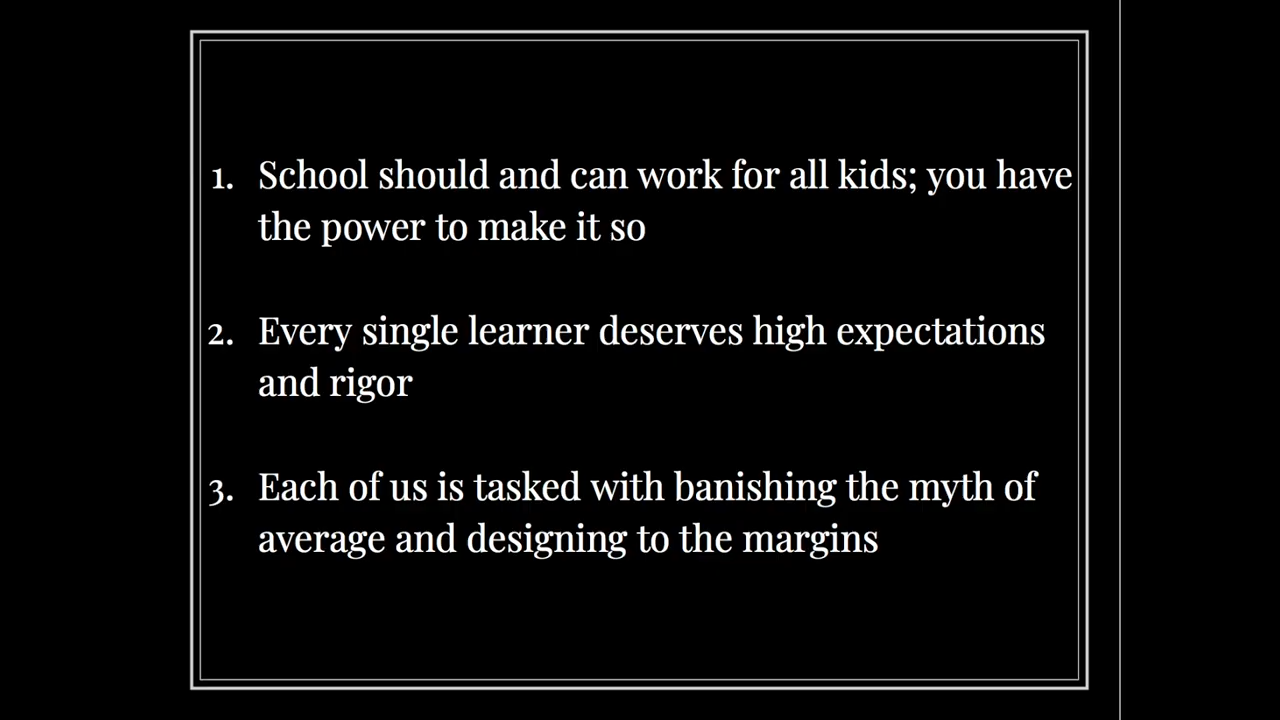 1. School should and can work for all kids; you have
the power to make it so
2. Every single learner deserves high expectations
and rigor
3. Each of us is tasked with banishing the myth of
average and designing to the margins